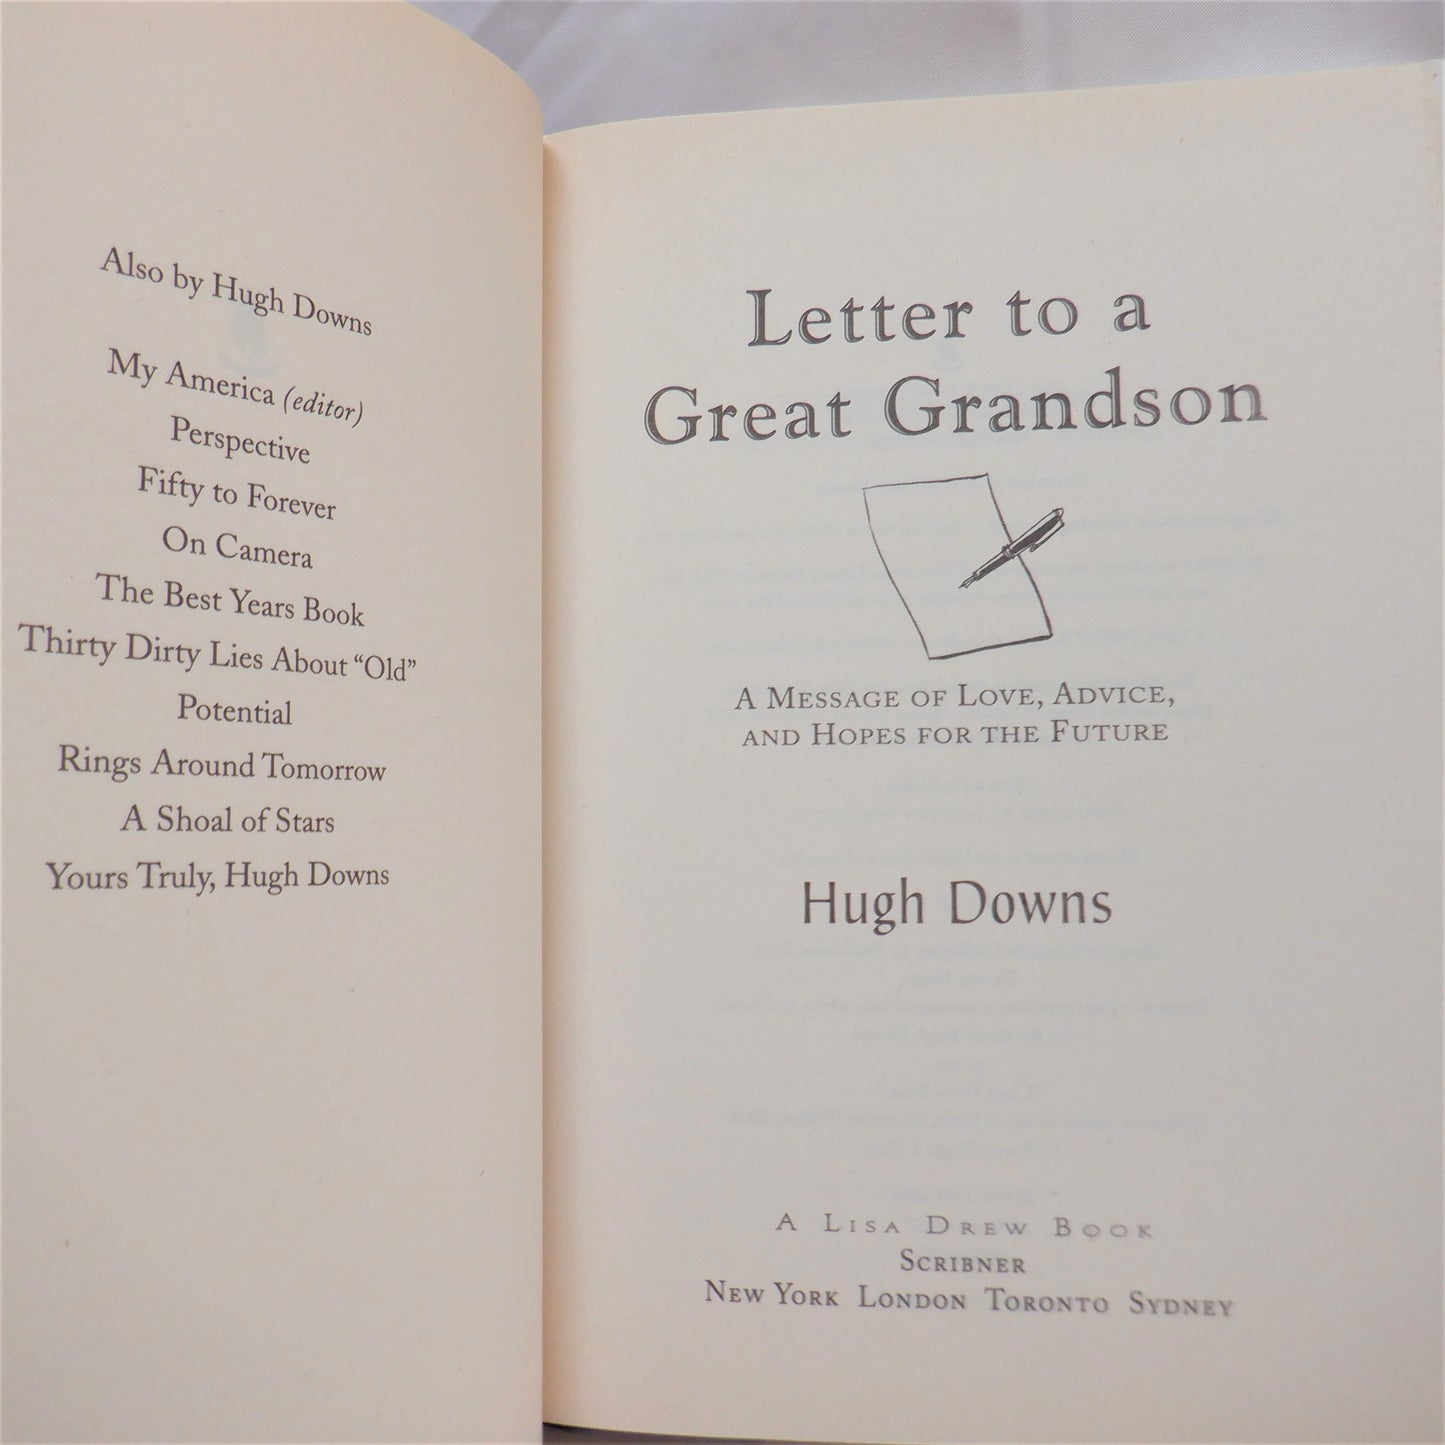 Also by Hugh Downs
My America (editor)
Perspective
Fifty to Forever
On Camera
The Best Years Book
Thirty Dirty Lies About “Old”
Potential
Rings Around Tomorrow
A Shoal of Stars
Yours Truly, Hugh Downs
Letter to a
Great Grandson
A Message of Love, Advice,
and Hopes for the Future
Hugh Downs
A Lisa Drew Book
Scribner
New York London Toronto Sydney